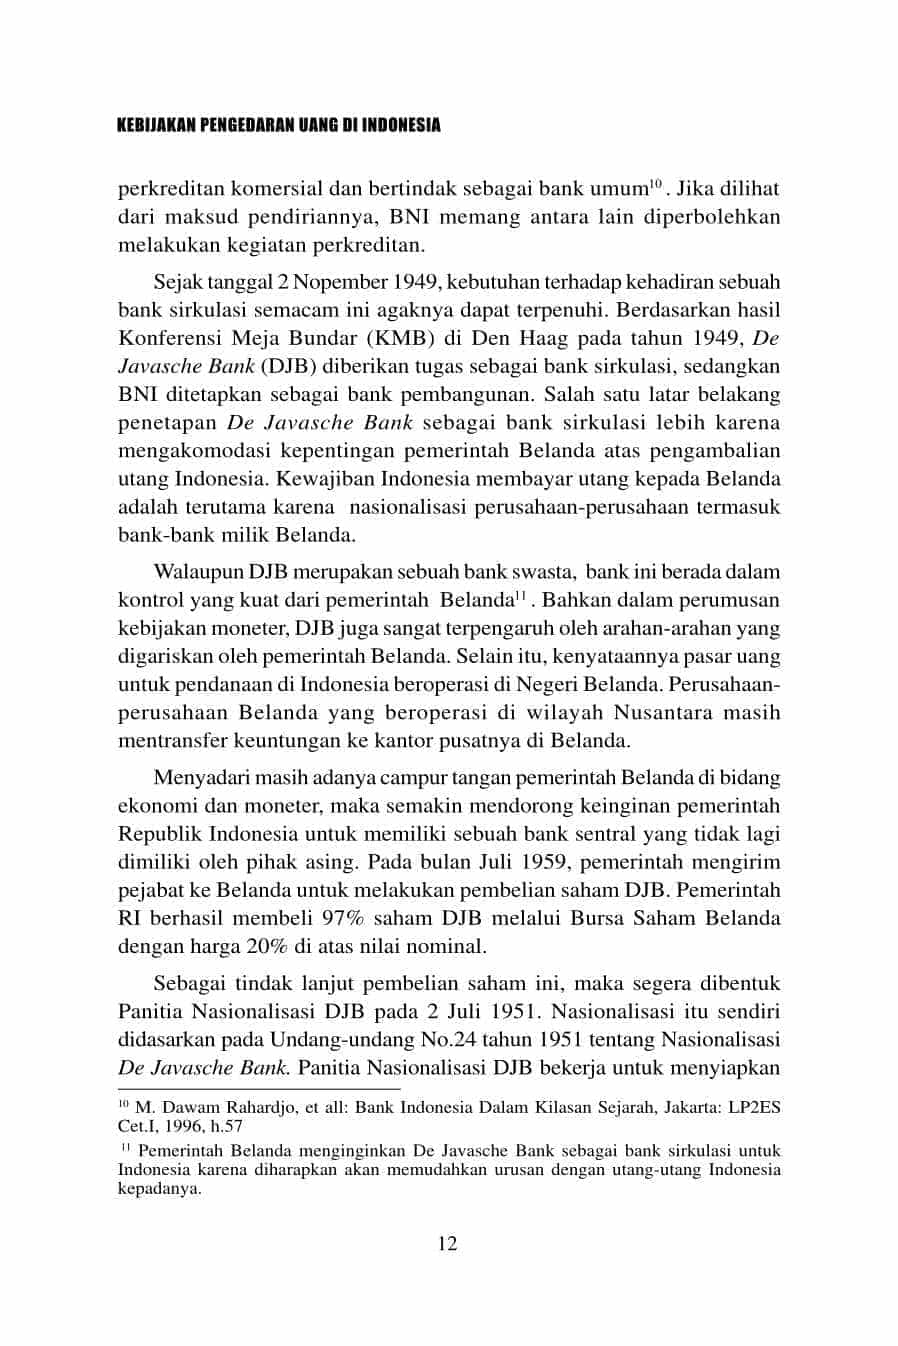 KEBIJAKAN PENGEDARAN UANG DI INDONESIA
perkreditan komersial dan bertindak sebagai bank umum¹⁰ . Jika dilihat
dari maksud pendiriannya, BNI memang antara lain diperbolehkan
melakukan kegiatan perkreditan.
Sejak tanggal 2 Nopember 1949, kebutuhan terhadap kehadiran sebuah
bank sirkulasi semacam ini agaknya dapat terpenuhi. Berdasarkan hasil
Konferensi Meja Bundar (KMB) di Den Haag pada tahun 1949, De
Javasche Bank (DJB) diberikan tugas sebagai bank sirkulasi, sedangkan
BNI ditetapkan sebagai bank pembangunan. Salah satu latar belakang
penetapan De Javasche Bank sebagai bank sirkulasi lebih karena
mengakomodasi kepentingan pemerintah Belanda atas pengambalian
utang Indonesia. Kewajiban Indonesia membayar utang kepada Belanda
adalah terutama karena nasionalisasi perusahaan-perusahaan termasuk
bank-bank milik Belanda.
Walaupun DJB merupakan sebuah bank swasta, bank ini berada dalam
kontrol yang kuat dari pemerintah Belanda¹¹ . Bahkan dalam perumusan
kebijakan moneter, DJB juga sangat terpengaruh oleh arahan-arahan yang
digariskan oleh pemerintah Belanda. Selain itu, kenyataannya pasar uang
untuk pendanaan di Indonesia beroperasi di Negeri Belanda. Perusahaan-
perusahaan Belanda yang beroperasi di wilayah Nusantara masih
mentransfer keuntungan ke kantor pusatnya di Belanda.
Menyadari masih adanya campur tangan pemerintah Belanda di bidang
ekonomi dan moneter, maka semakin mendorong keinginan pemerintah
Republik Indonesia untuk memiliki sebuah bank sentral yang tidak lagi
dimiliki oleh pihak asing. Pada bulan Juli 1959, pemerintah mengirim
pejabat ke Belanda untuk melakukan pembelian saham DJB. Pemerintah
RI berhasil membeli 97% saham DJB melalui Bursa Saham Belanda
dengan harga 20% di atas nilai nominal.
Sebagai tindak lanjut pembelian saham ini, maka segera dibentuk
Panitia Nasionalisasi DJB pada 2 Juli 1951. Nasionalisasi itu sendiri
didasarkan pada Undang-undang No.24 tahun 1951 tentang Nasionalisasi
De Javasche Bank. Panitia Nasionalisasi DJB bekerja untuk menyiapkan
¹⁰ M. Dawam Rahardjo, et all: Bank Indonesia Dalam Kilasan Sejarah, Jakarta: LP2ES
Cet.I, 1996, h.57
¹¹ Pemerintah Belanda menginginkan De Javasche Bank sebagai bank sirkulasi untuk
Indonesia karena diharapkan akan memudahkan urusan dengan utang-utang Indonesia
kepadanya.
12